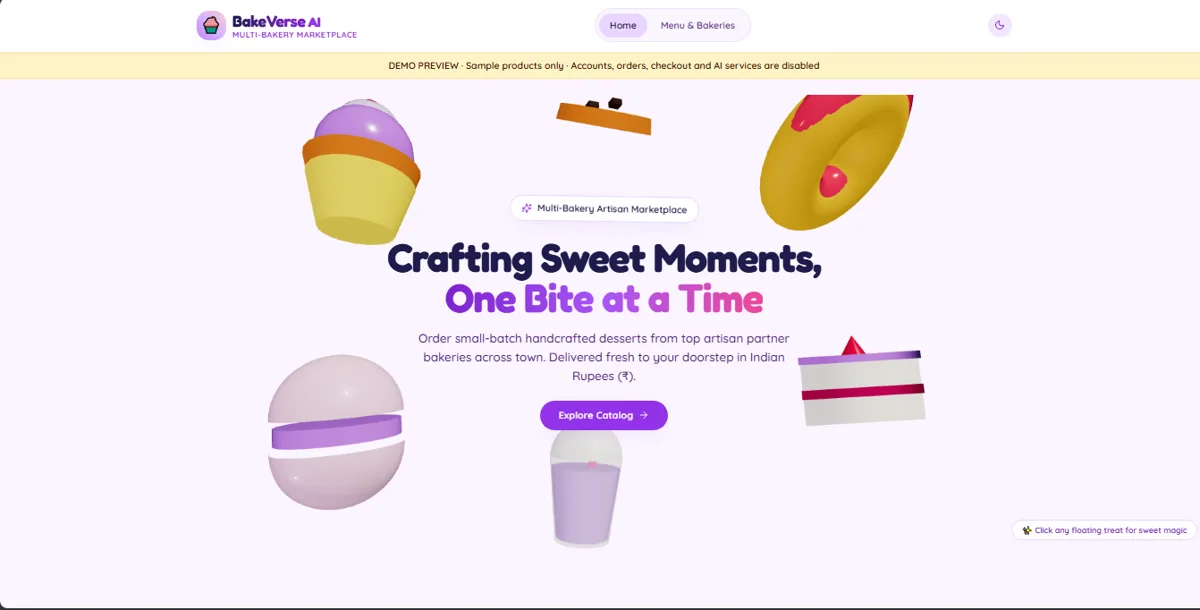 BakeVerse AI
MULTI-BAKERY MARKETPLACE
Home
Menu & Bakeries
DEMO PREVIEW · Sample products only · Accounts, orders, checkout and AI services are disabled
Multi-Bakery Artisan Marketplace
Crafting Sweet Moments,
One Bite at a Time
Order small-batch handcrafted desserts from top artisan partner
bakeries across town. Delivered fresh to your doorstep in Indian
Rupees (₹).
Explore Catalog →
✨ Click any floating treat for sweet magic